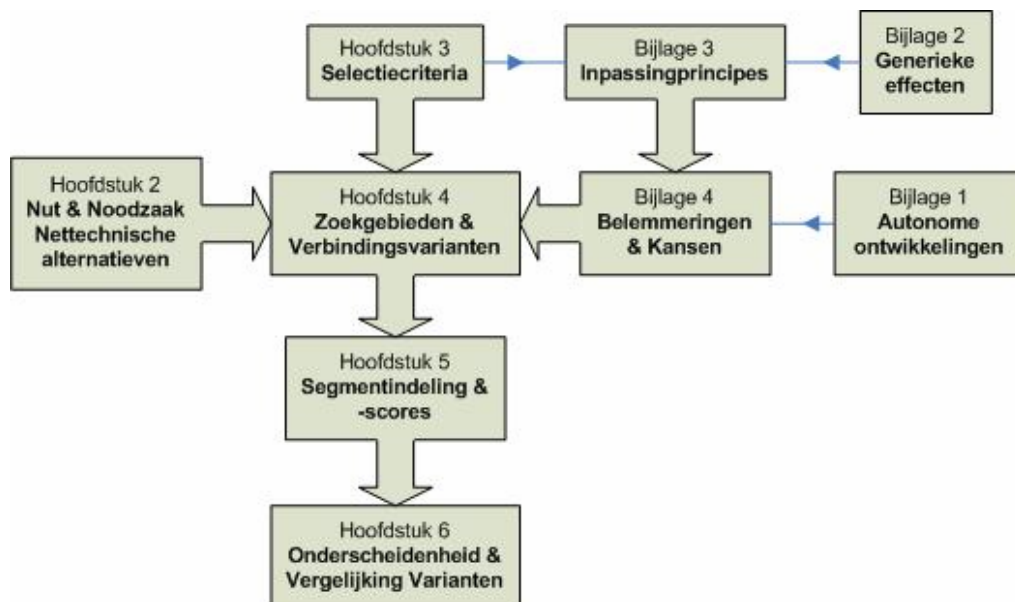 Hoofdstuk 3
Selectiecriteria
Bijlage 3
Inpassingprincipes
Bijlage 2
Generieke
effecten
Hoofdstuk 2
Nut & Noodzaak
Nettechnische
alternatieven
Hoofdstuk 4
Zoekgebieden &
Verbindingsvarianten
Bijlage 4
Belemmeringen
& Kansen
Bijlage 1
Autonome
ontwikkelingen
Hoofdstuk 5
Segmentindeling &
-scores
Hoofdstuk 6
Onderscheidenheid &
Vergelijking Varianten